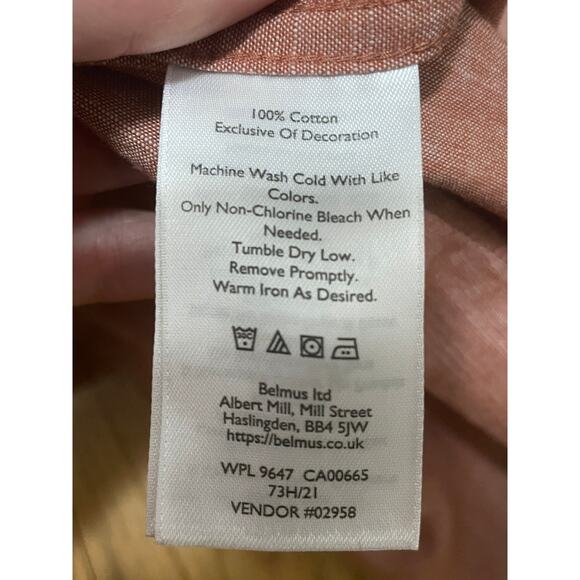 100% Cotton
Exclusive Of Decoration
Machine Wash Cold With Like
Colors.
Only Non-Chlorine Bleach When
Needed.
Tumble Dry Low.
Remove Promptly.
Warm Iron As Desired.
30C
Belmus ltd
Albert Mill, Mill Street
Haslingden, BB4 5JW
https://belmus.co.uk
WPL 9647 CA00665
73H/21
VENDOR #02958